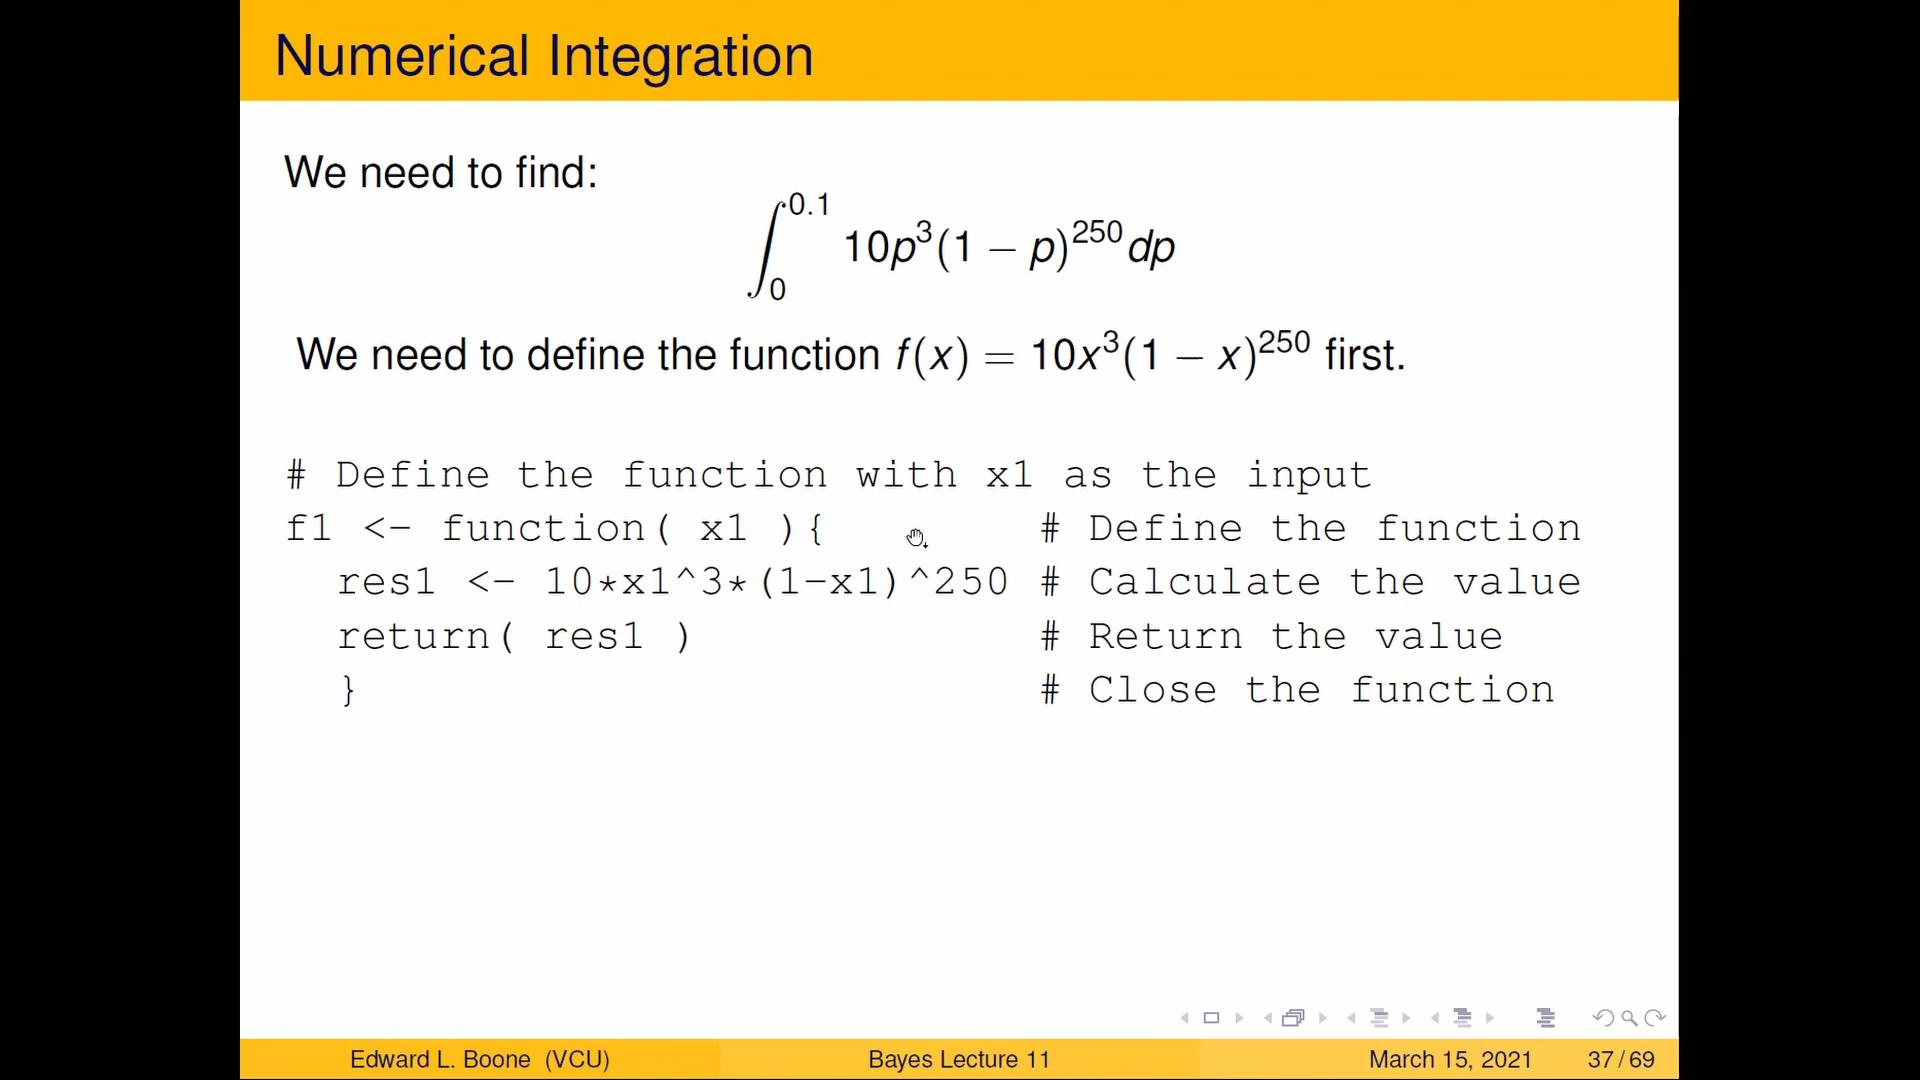 Numerical Integration
We need to find:
∫₀^0.1 10p³(1 − p)²⁵⁰dp
We need to define the function f(x) = 10x³(1 − x)²⁵⁰ first.
# Define the function with x1 as the input
f1 <- function( x1 ){ # Define the function
res1 <- 10*x1^3*(1-x1)^250 # Calculate the value
return( res1 ) # Return the value
} # Close the function
Edward L. Boone (VCU) Bayes Lecture 11 March 15, 2021 37 / 69